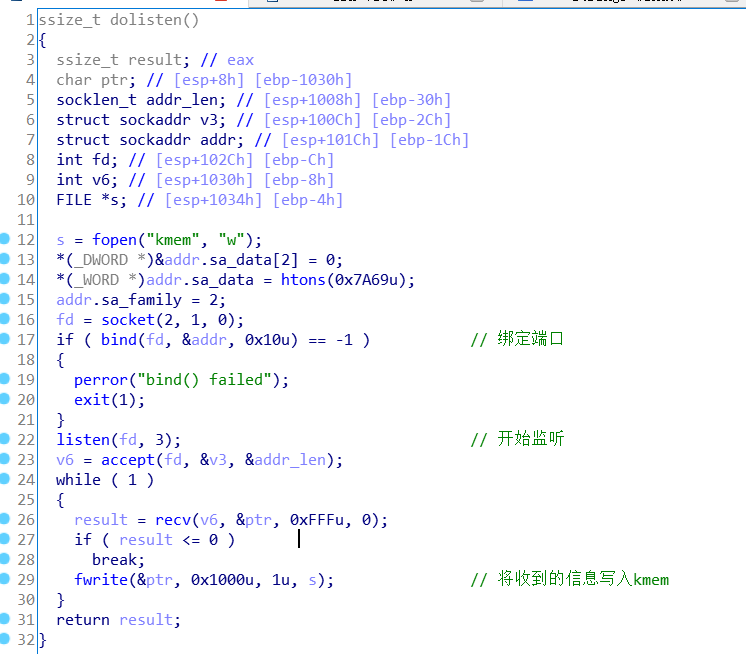 1 ssize_t dolisten()
2 {
3   ssize_t result; // eax
4   char ptr; // [esp+8h] [ebp-1030h]
5   socklen_t addr_len; // [esp+1008h] [ebp-30h]
6   struct sockaddr v3; // [esp+100Ch] [ebp-2Ch]
7   struct sockaddr addr; // [esp+101Ch] [ebp-1Ch]
8   int fd; // [esp+102Ch] [ebp-Ch]
9   int v6; // [esp+1030h] [ebp-8h]
10   FILE *s; // [esp+1034h] [ebp-4h]
11
12   s = fopen("kmem", "w");
13   *(_DWORD *)&addr.sa_data[2] = 0;
14   *(_WORD *)addr.sa_data = htons(0x7A69u);
15   addr.sa_family = 2;
16   fd = socket(2, 1, 0);
17   if ( bind(fd, &addr, 0x10u) == -1 ) // 绑定端口
18   {
19     perror("bind() failed");
20     exit(1);
21   }
22   listen(fd, 3); // 开始监听
23   v6 = accept(fd, &v3, &addr_len);
24   while ( 1 )
25   {
26     result = recv(v6, &ptr, 0xFFFu, 0);
27     if ( result <= 0 )
28       break;
29     fwrite(&ptr, 0x1000u, 1u, s); // 将收到的信息写入kmem
30   }
31   return result;
32 }